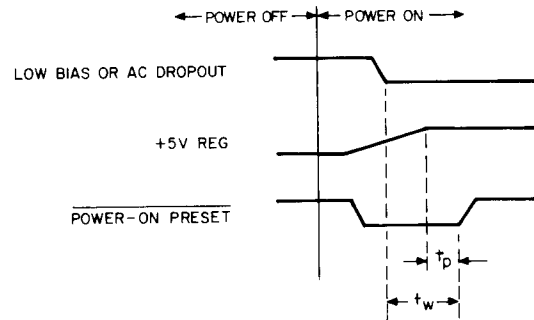 POWER OFF POWER ON
LOW BIAS OR AC DROPOUT
+5V REG
POWER-ON PRESET
tp
tw